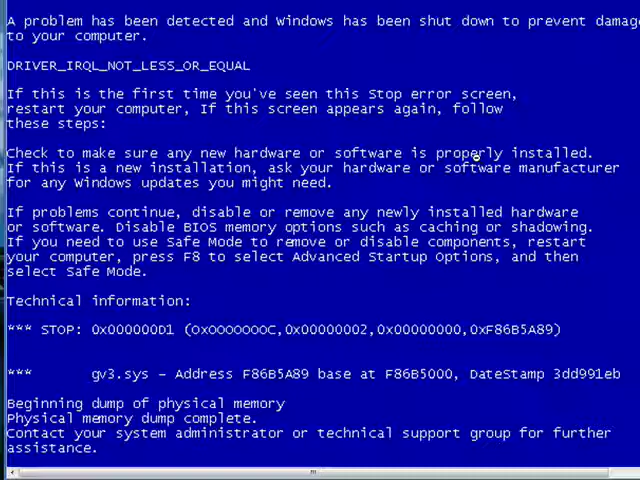 A problem has been detected and Windows has been shut down to prevent damage
to your computer.
DRIVER_IRQL_NOT_LESS_OR_EQUAL
If this is the first time you've seen this Stop error screen,
restart your computer, If this screen appears again, follow
these steps:
Check to make sure any new hardware or software is properly installed.
If this is a new installation, ask your hardware or software manufacturer
for any Windows updates you might need.
If problems continue, disable or remove any newly installed hardware
or software. Disable BIOS memory options such as caching or shadowing.
If you need to use Safe Mode to remove or disable components, restart
your computer, press F8 to select Advanced Startup Options, and then
select Safe Mode.
Technical information:
*** STOP: 0x000000D1 (0x0000000C,0x00000002,0x00000000,0xF86B5A89)
*** gv3.sys – Address F86B5A89 base at F86B5000, DateStamp 3dd991eb
Beginning dump of physical memory
Physical memory dump complete.
Contact your system administrator or technical support group for further
assistance.